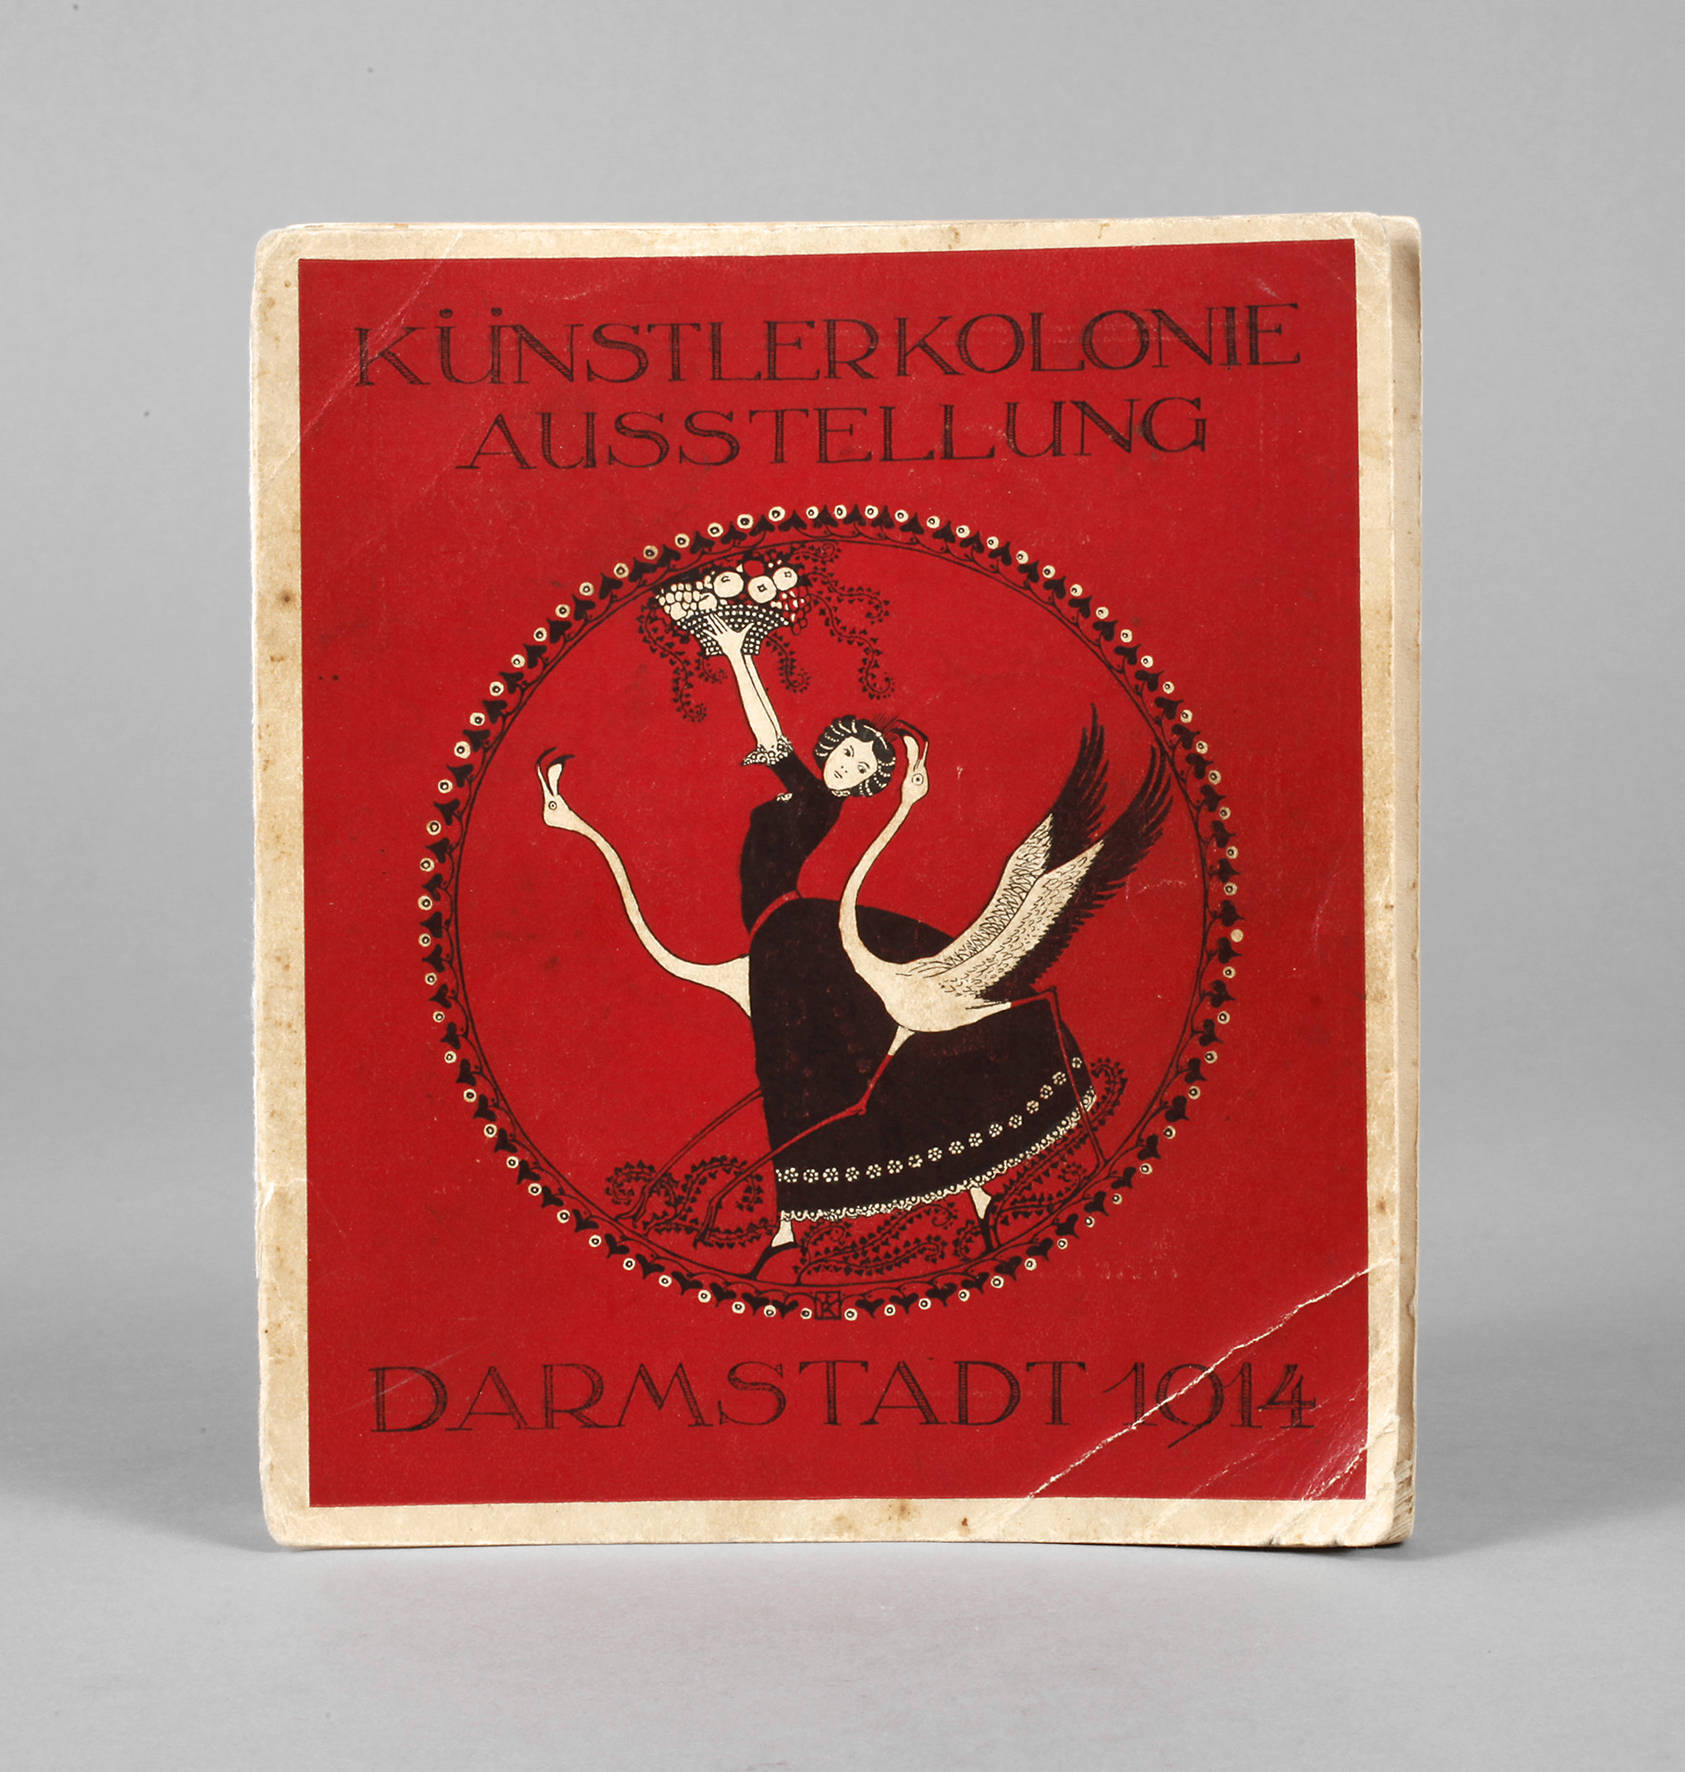 KÜNSTLERKOLONIE
AUSSTELLUNG
DARMSTADT 1914